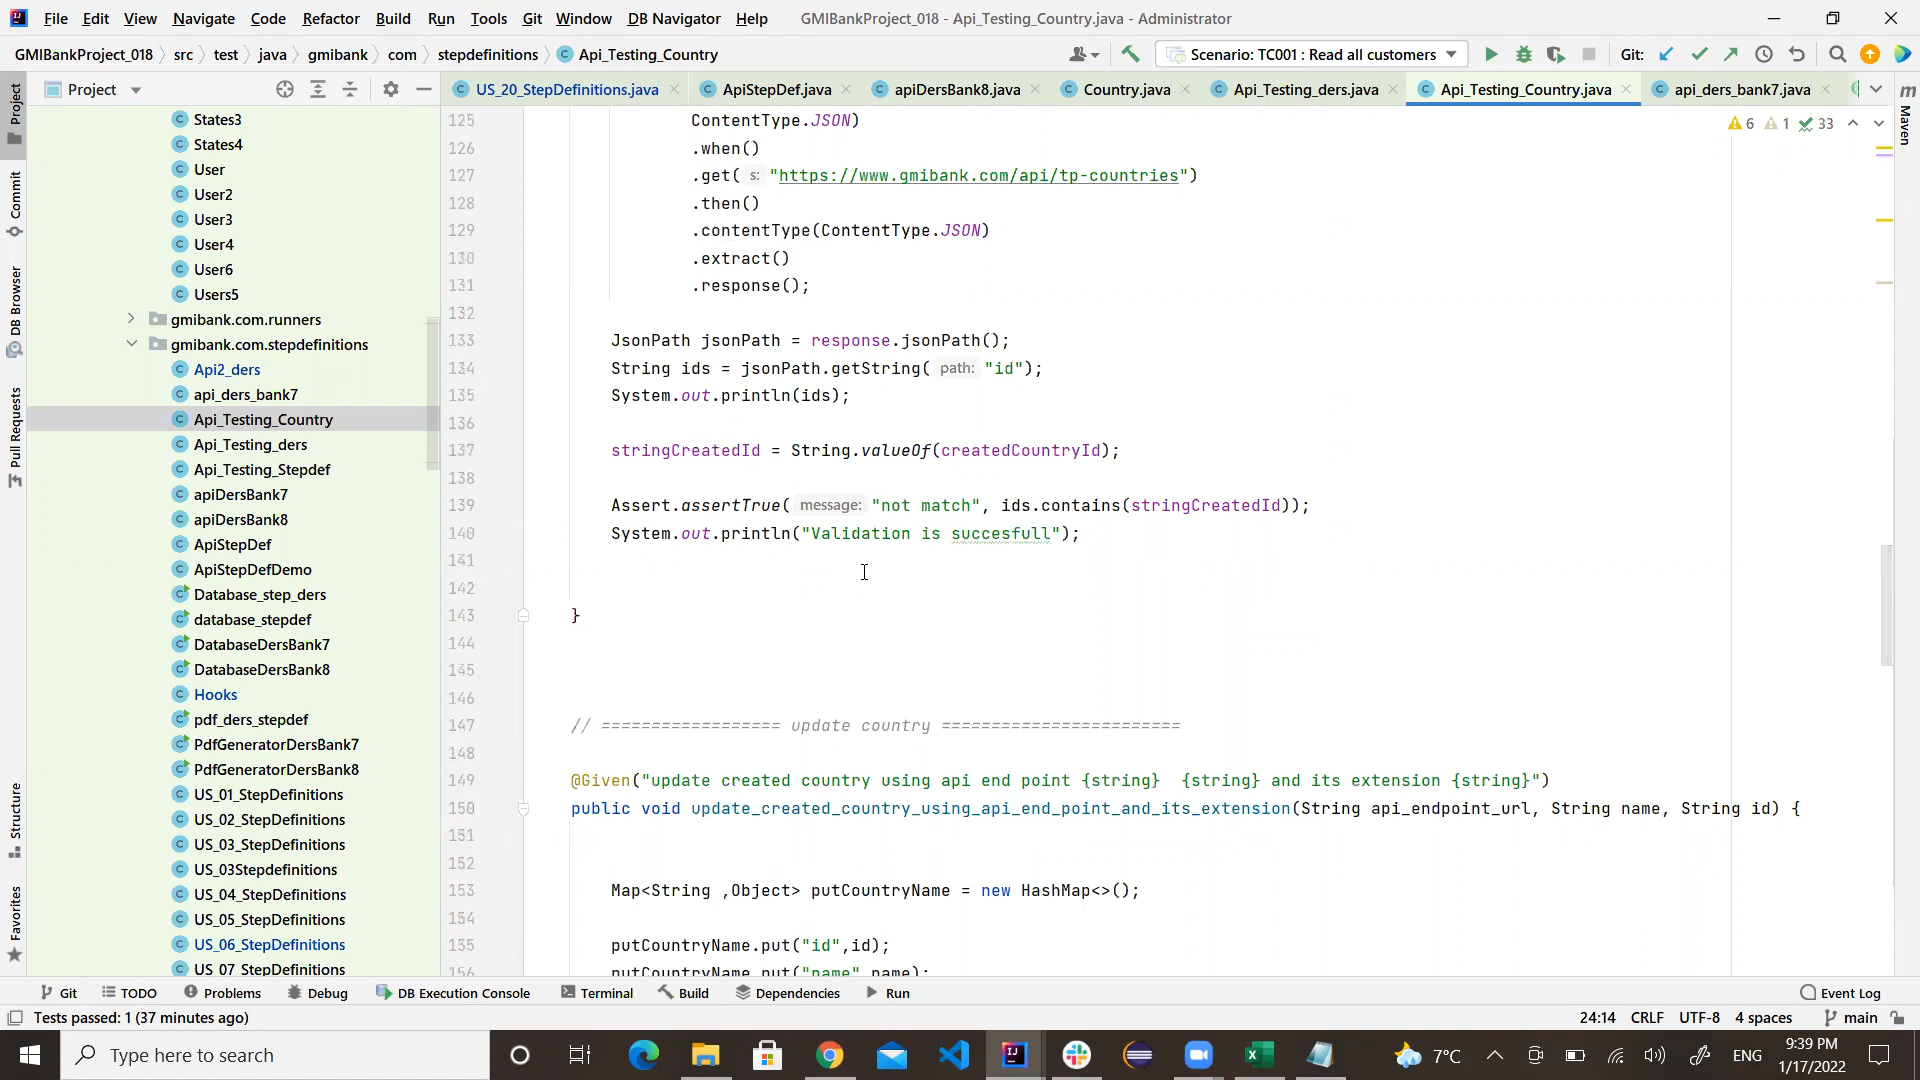 File Edit View Navigate Code Refactor Build Run Tools Git Window DB Navigator Help GMIBankProject_018 - Api_Testing_Country.java - Administrator
GMIBankProject_018 src test java gmibank com stepdefinitions Api_Testing_Country Scenario: TC001 : Read all customers Git:
Project US_20_StepDefinitions.java ApiStepDef.java apiDersBank8.java Country.java Api_Testing_ders.java Api_Testing_Country.java api_ders_bank7.java
6 1 33
Project
Commit
DB Browser
Pull Requests
Structure
Favorites
Maven
States3
States4
User
User2
User3
User4
User6
Users5
gmibank.com.runners
gmibank.com.stepdefinitions
Api2_ders
api_ders_bank7
Api_Testing_Country
Api_Testing_ders
Api_Testing_Stepdef
apiDersBank7
apiDersBank8
ApiStepDef
ApiStepDefDemo
Database_step_ders
database_stepdef
DatabaseDersBank7
DatabaseDersBank8
Hooks
pdf_ders_stepdef
PdfGeneratorDersBank7
PdfGeneratorDersBank8
US_01_StepDefinitions
US_02_StepDefinitions
US_03_StepDefinitions
US_03Stepdefinitions
US_04_StepDefinitions
US_05_StepDefinitions
US_06_StepDefinitions
US_07_StepDefinitions
125 ContentType.JSON)
126 .when()
127 .get( s: "https://www.gmibank.com/api/tp-countries")
128 .then()
129 .contentType(ContentType.JSON)
130 .extract()
131 .response();
132
133 JsonPath jsonPath = response.jsonPath();
134 String ids = jsonPath.getString( path: "id");
135 System.out.println(ids);
136
137 stringCreatedId = String.valueOf(createdCountryId);
138
139 Assert.assertTrue( message: "not match", ids.contains(stringCreatedId));
140 System.out.println("Validation is succesfull");
141
142
143 }
144
145
146
147 // ================== update country ========================
148
149 @Given("update created country using api end point {string}  {string} and its extension {string}")
150 public void update_created_country_using_api_end_point_and_its_extension(String api_endpoint_url, String name, String id) {
151
152
153 Map<String ,Object> putCountryName = new HashMap<>();
154
155 putCountryName.put("id",id);
156 putCountryName.put("name",name);
Git TODO Problems Debug DB Execution Console Terminal Build Dependencies Run Event Log
Tests passed: 1 (37 minutes ago) 24:14 CRLF UTF-8 4 spaces main
Type here to search 7°C ENG 9:39 PM
1/17/2022